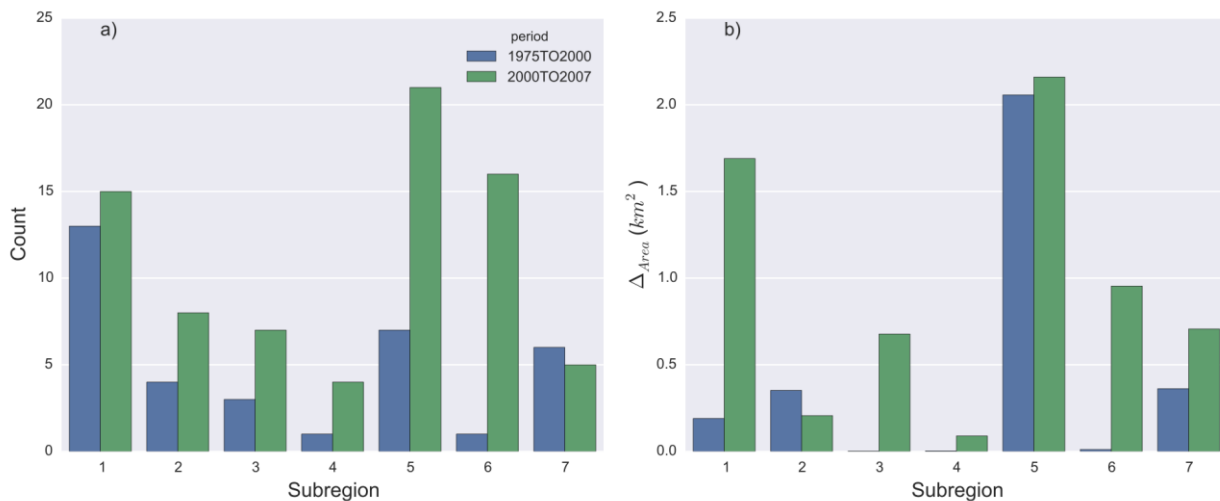 a)
period
1975TO2000
2000TO2007
25
20
15
10
5
0
Count
1 2 3 4 5 6 7
Subregion
b)
2.5
2.0
1.5
1.0
0.5
0.0
Δ_Area (km²)
1 2 3 4 5 6 7
Subregion